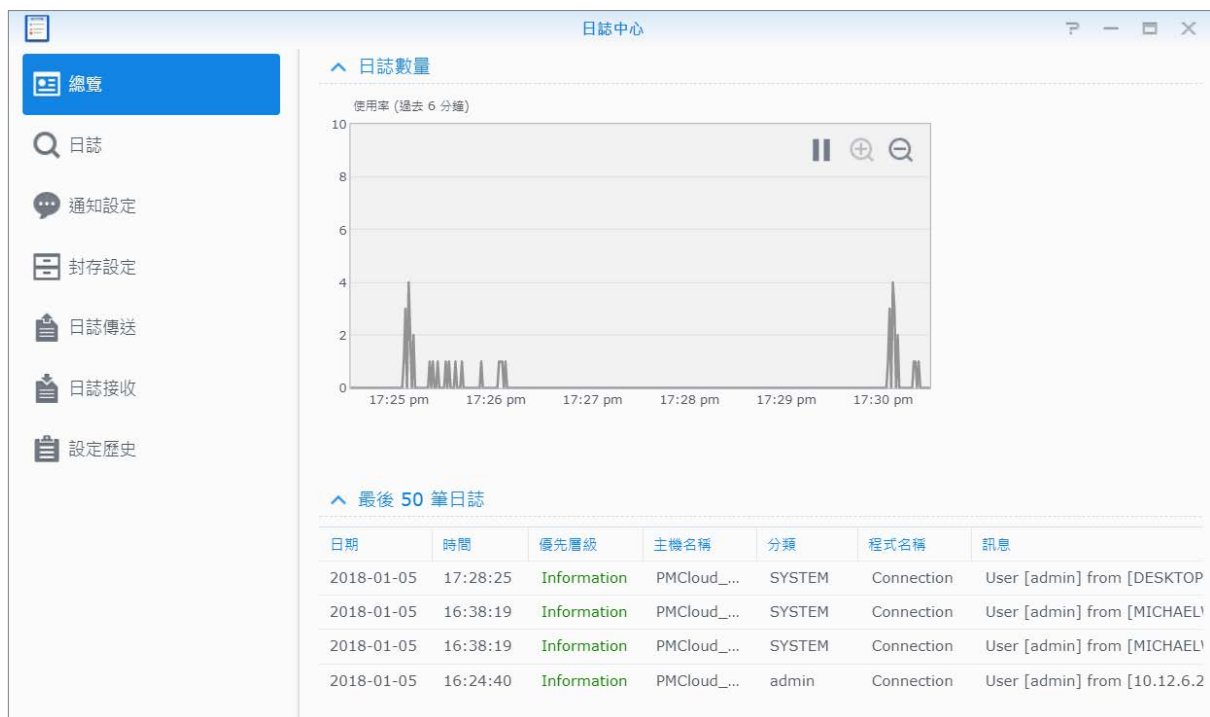 日誌中心
總覽
日誌
通知設定
封存設定
日誌傳送
日誌接收
設定歷史
日誌數量
使用率 (過去 6 分鐘)
10
8
6
4
2
0
17:25 pm 17:26 pm 17:27 pm 17:28 pm 17:29 pm 17:30 pm
最後 50 筆日誌
日期 時間 優先層級 主機名稱 分類 程式名稱 訊息
2018-01-05 17:28:25 Information PMCloud_... SYSTEM Connection User [admin] from [DESKTOP
2018-01-05 16:38:19 Information PMCloud_... SYSTEM Connection User [admin] from [MICHAELW
2018-01-05 16:38:19 Information PMCloud_... SYSTEM Connection User [admin] from [MICHAELW
2018-01-05 16:24:40 Information PMCloud_... admin Connection User [admin] from [10.12.6.2